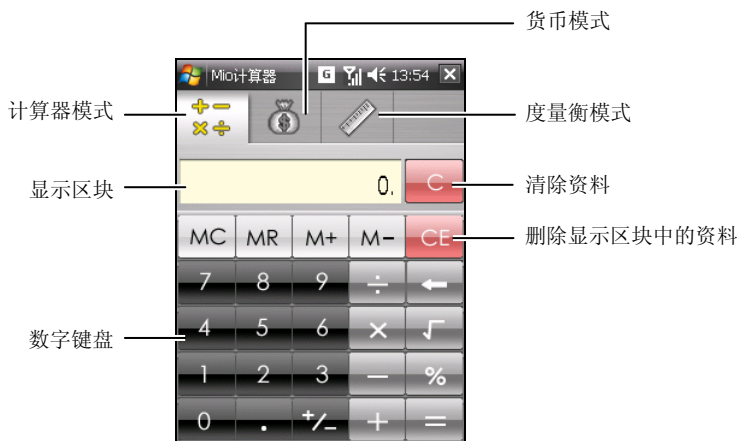 货币模式
Mio计算器 G 13:54
计算器模式
度量衡模式
显示区块
0.
C
清除资料
MC MR M+ M− CE
删除显示区块中的资料
7 8 9 ÷ ←
4 5 6 × √
数字键盘
1 2 3 − %
0 . +/− + =